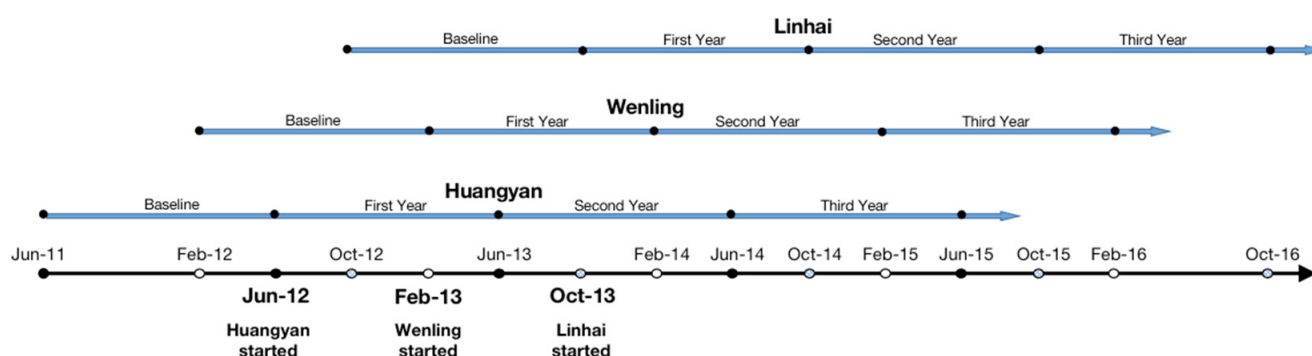 Linhai
Baseline First Year Second Year Third Year
Wenling
Baseline First Year Second Year Third Year
Huangyan
Baseline First Year Second Year Third Year
Jun-11 Feb-12 Oct-12 Jun-13 Feb-14 Jun-14 Oct-14 Feb-15 Jun-15 Oct-15 Feb-16 Oct-16
Jun-12 Feb-13 Oct-13
Huangyan Wenling Linhai
started started started